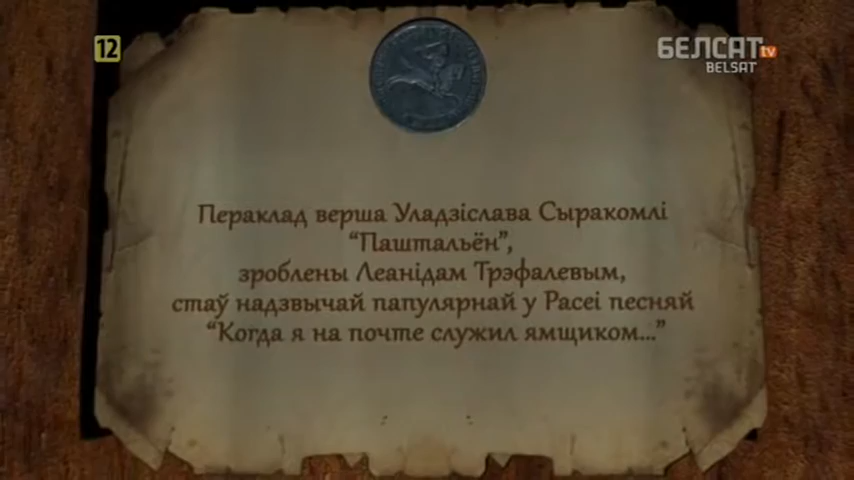 12
БЕЛСАТ tv
BELSAT
Пераклад верша Уладзіслава Сыракомлі
“Паштальён”,
зроблены Леанідам Трэфалевым,
стаў надзвычай папулярнай у Расеі песняй
“Когда я на почте служил ямщиком...”